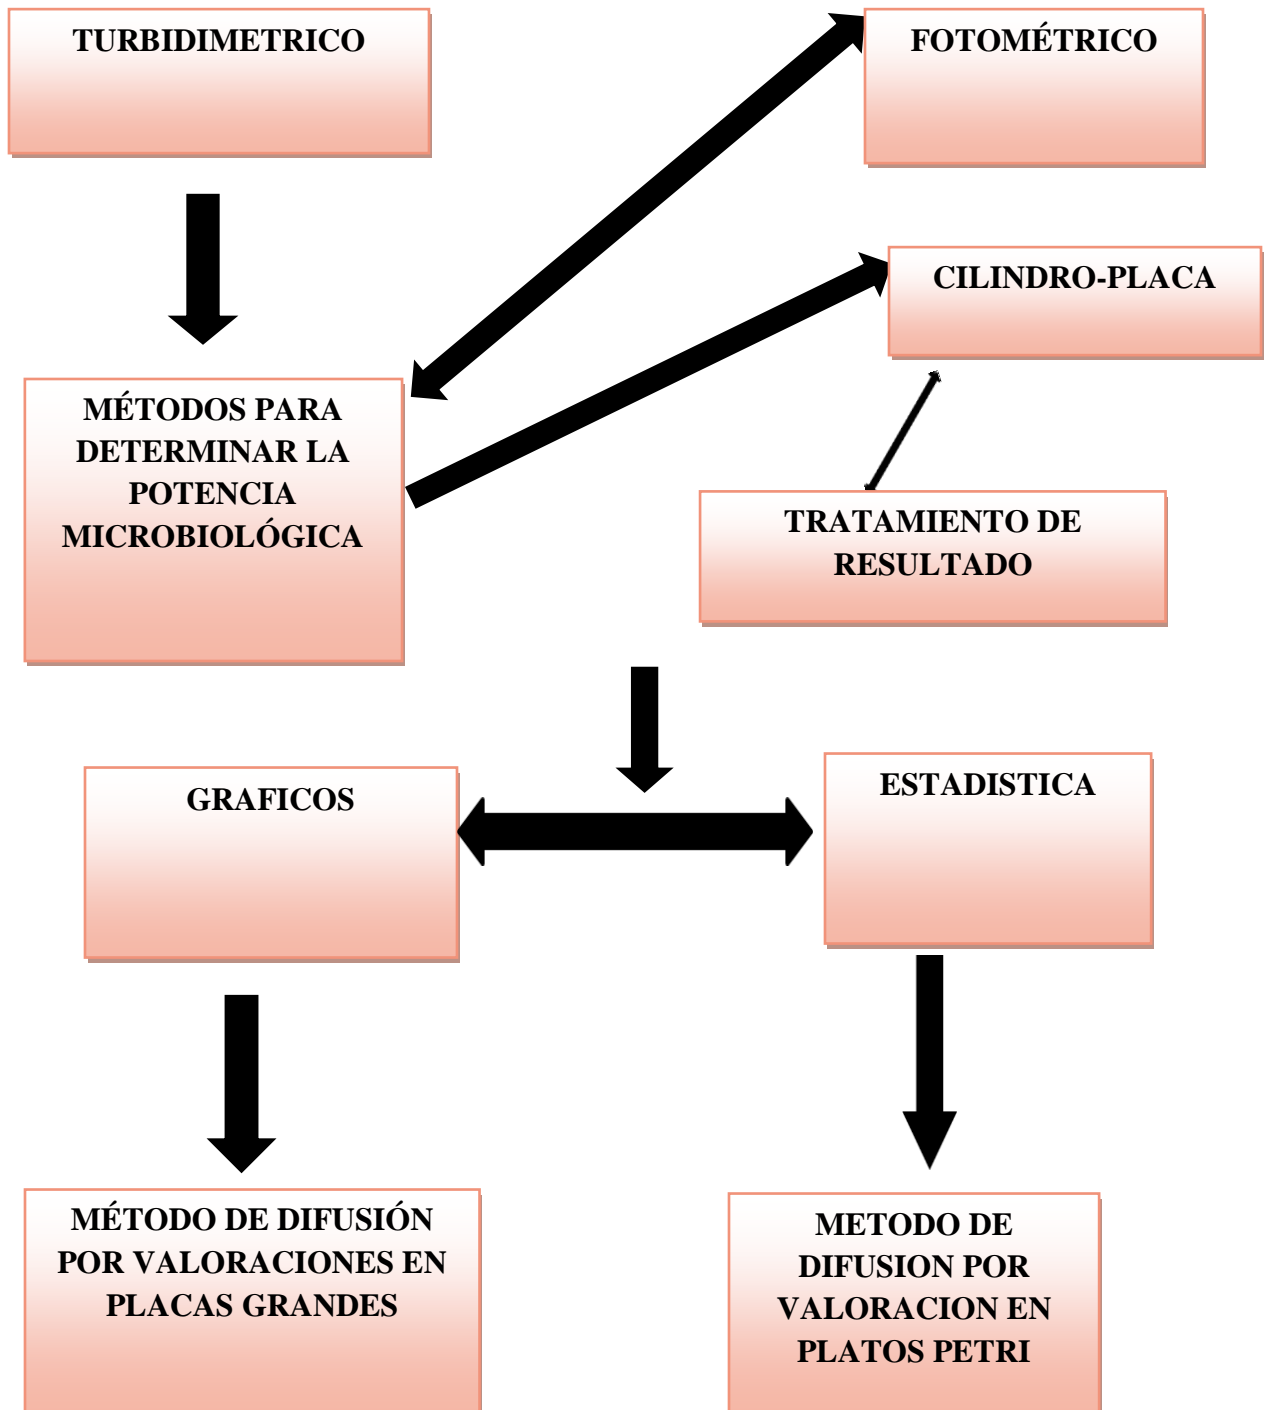 TURBIDIMETRICO
FOTOMÉTRICO
CILINDRO-PLACA
MÉTODOS PARA
DETERMINAR LA
POTENCIA
MICROBIOLÓGICA
TRATAMIENTO DE
RESULTADO
GRAFICOS
ESTADISTICA
MÉTODO DE DIFUSIÓN
POR VALORACIONES EN
PLACAS GRANDES
METODO DE
DIFUSION POR
VALORACION EN
PLATOS PETRI